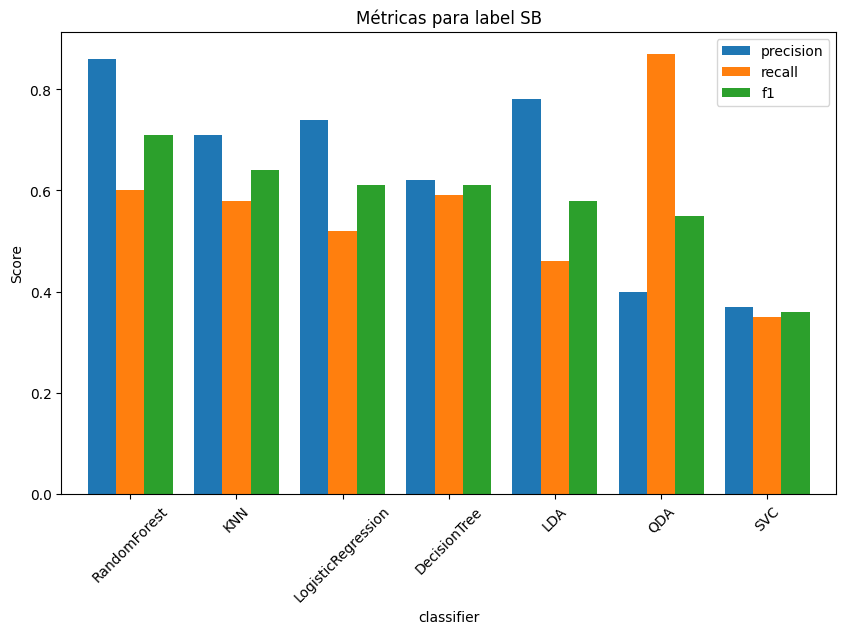 Métricas para label SB
precision
recall
f1
Score
0.8
0.6
0.4
0.2
0.0
RandomForest
KNN
LogisticRegression
DecisionTree
LDA
QDA
SVC
classifier